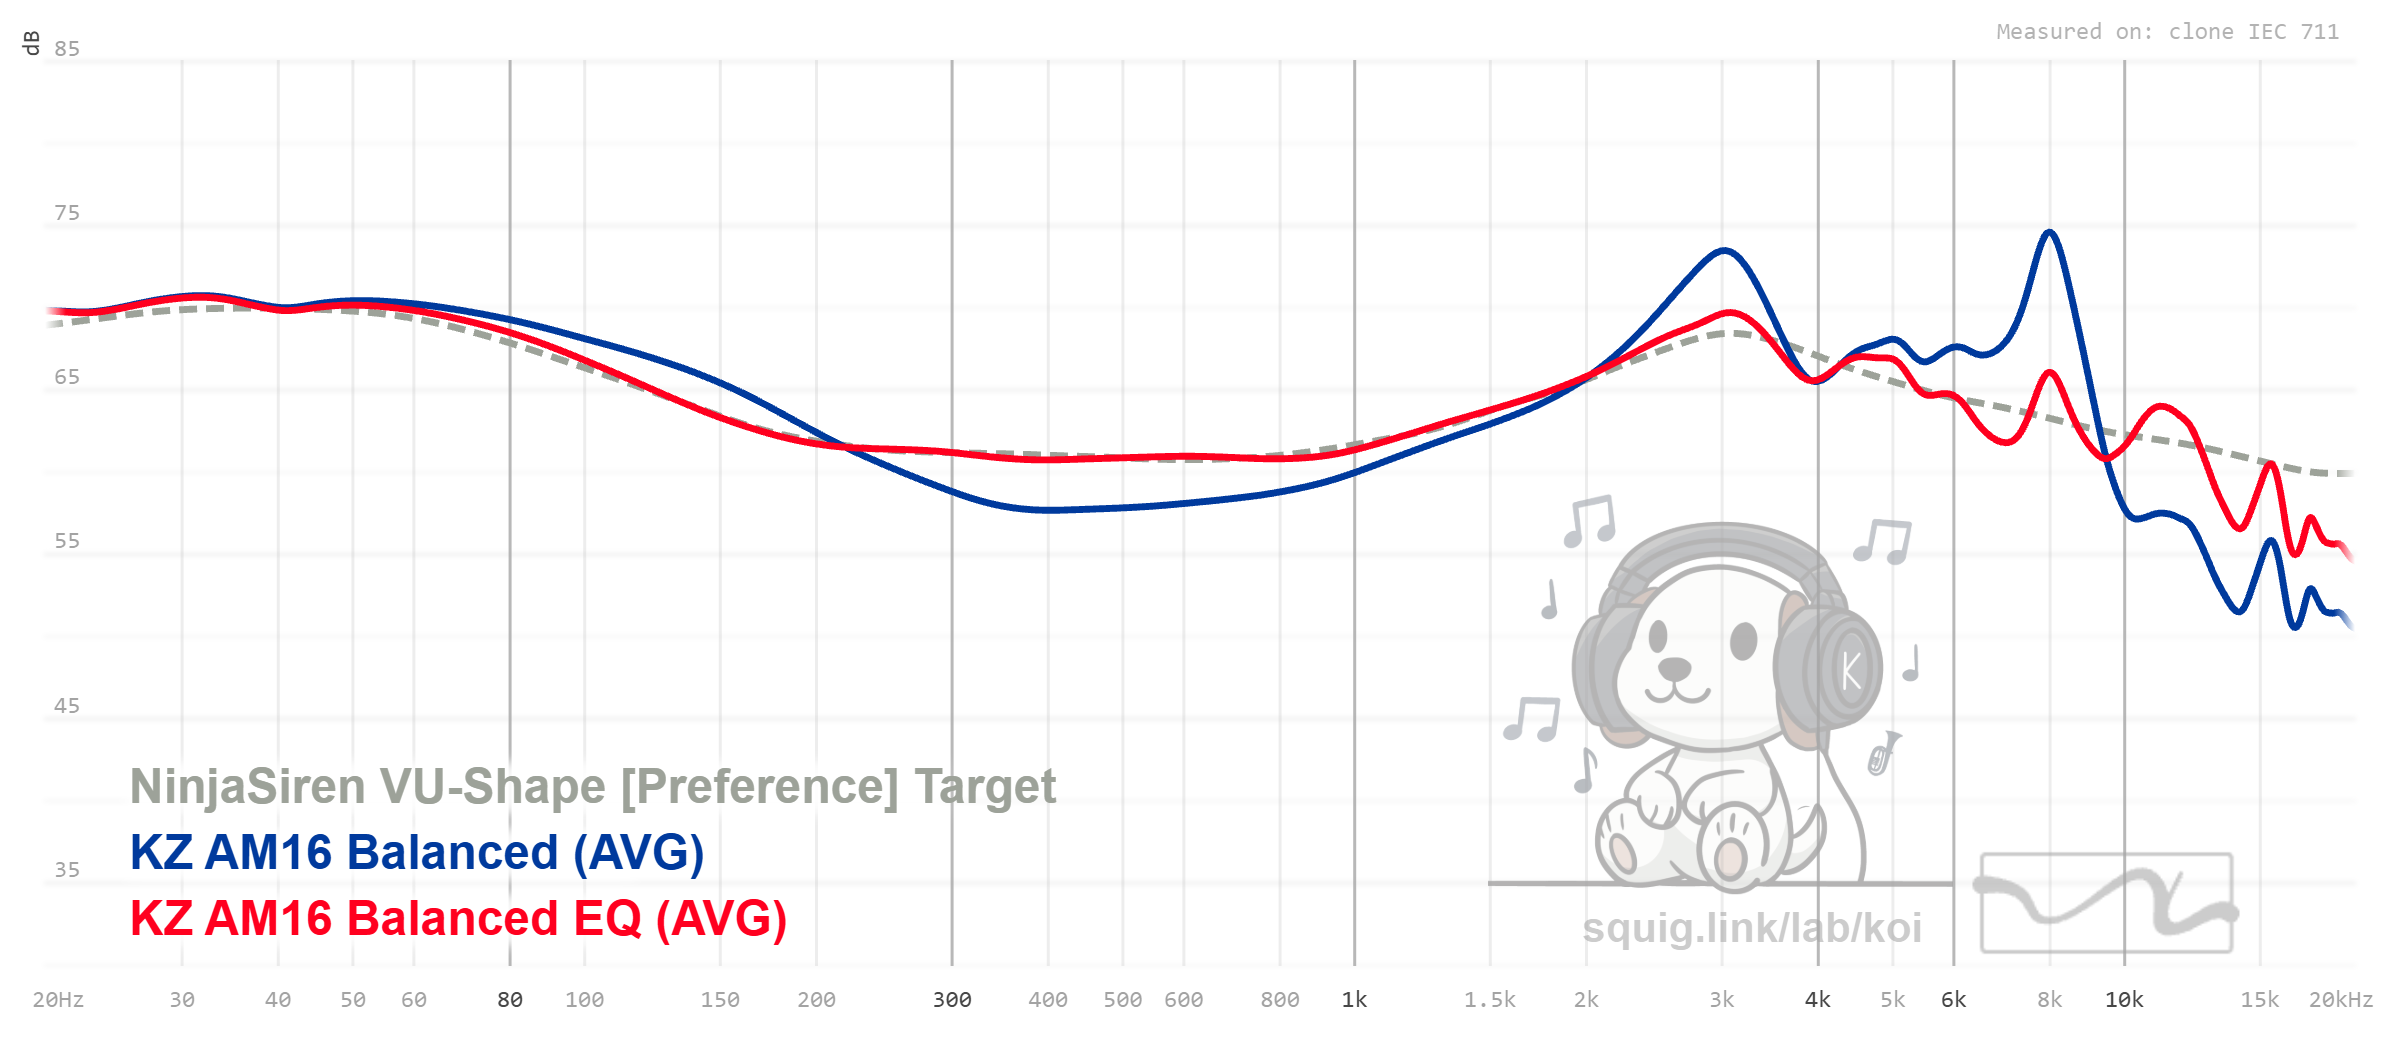 Measured on: clone IEC 711
dB
85
75
65
55
45
35
NinjaSiren VU-Shape [Preference] Target
KZ AM16 Balanced (AVG)
KZ AM16 Balanced EQ (AVG)
K
squig.link/lab/koi
20Hz 30 40 50 60 80 100 150 200 300 400 500 600 800 1k 1.5k 2k 3k 4k 5k 6k 8k 10k 15k 20kHz